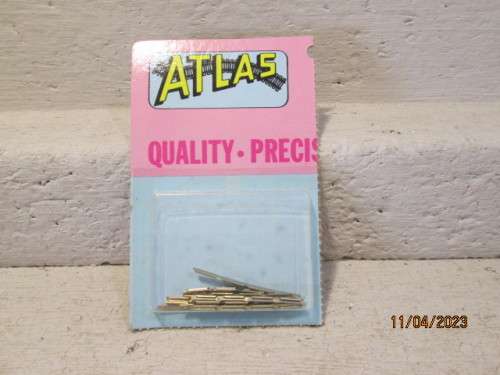 ATLAS
QUALITY • PRECIS
11/04/2023